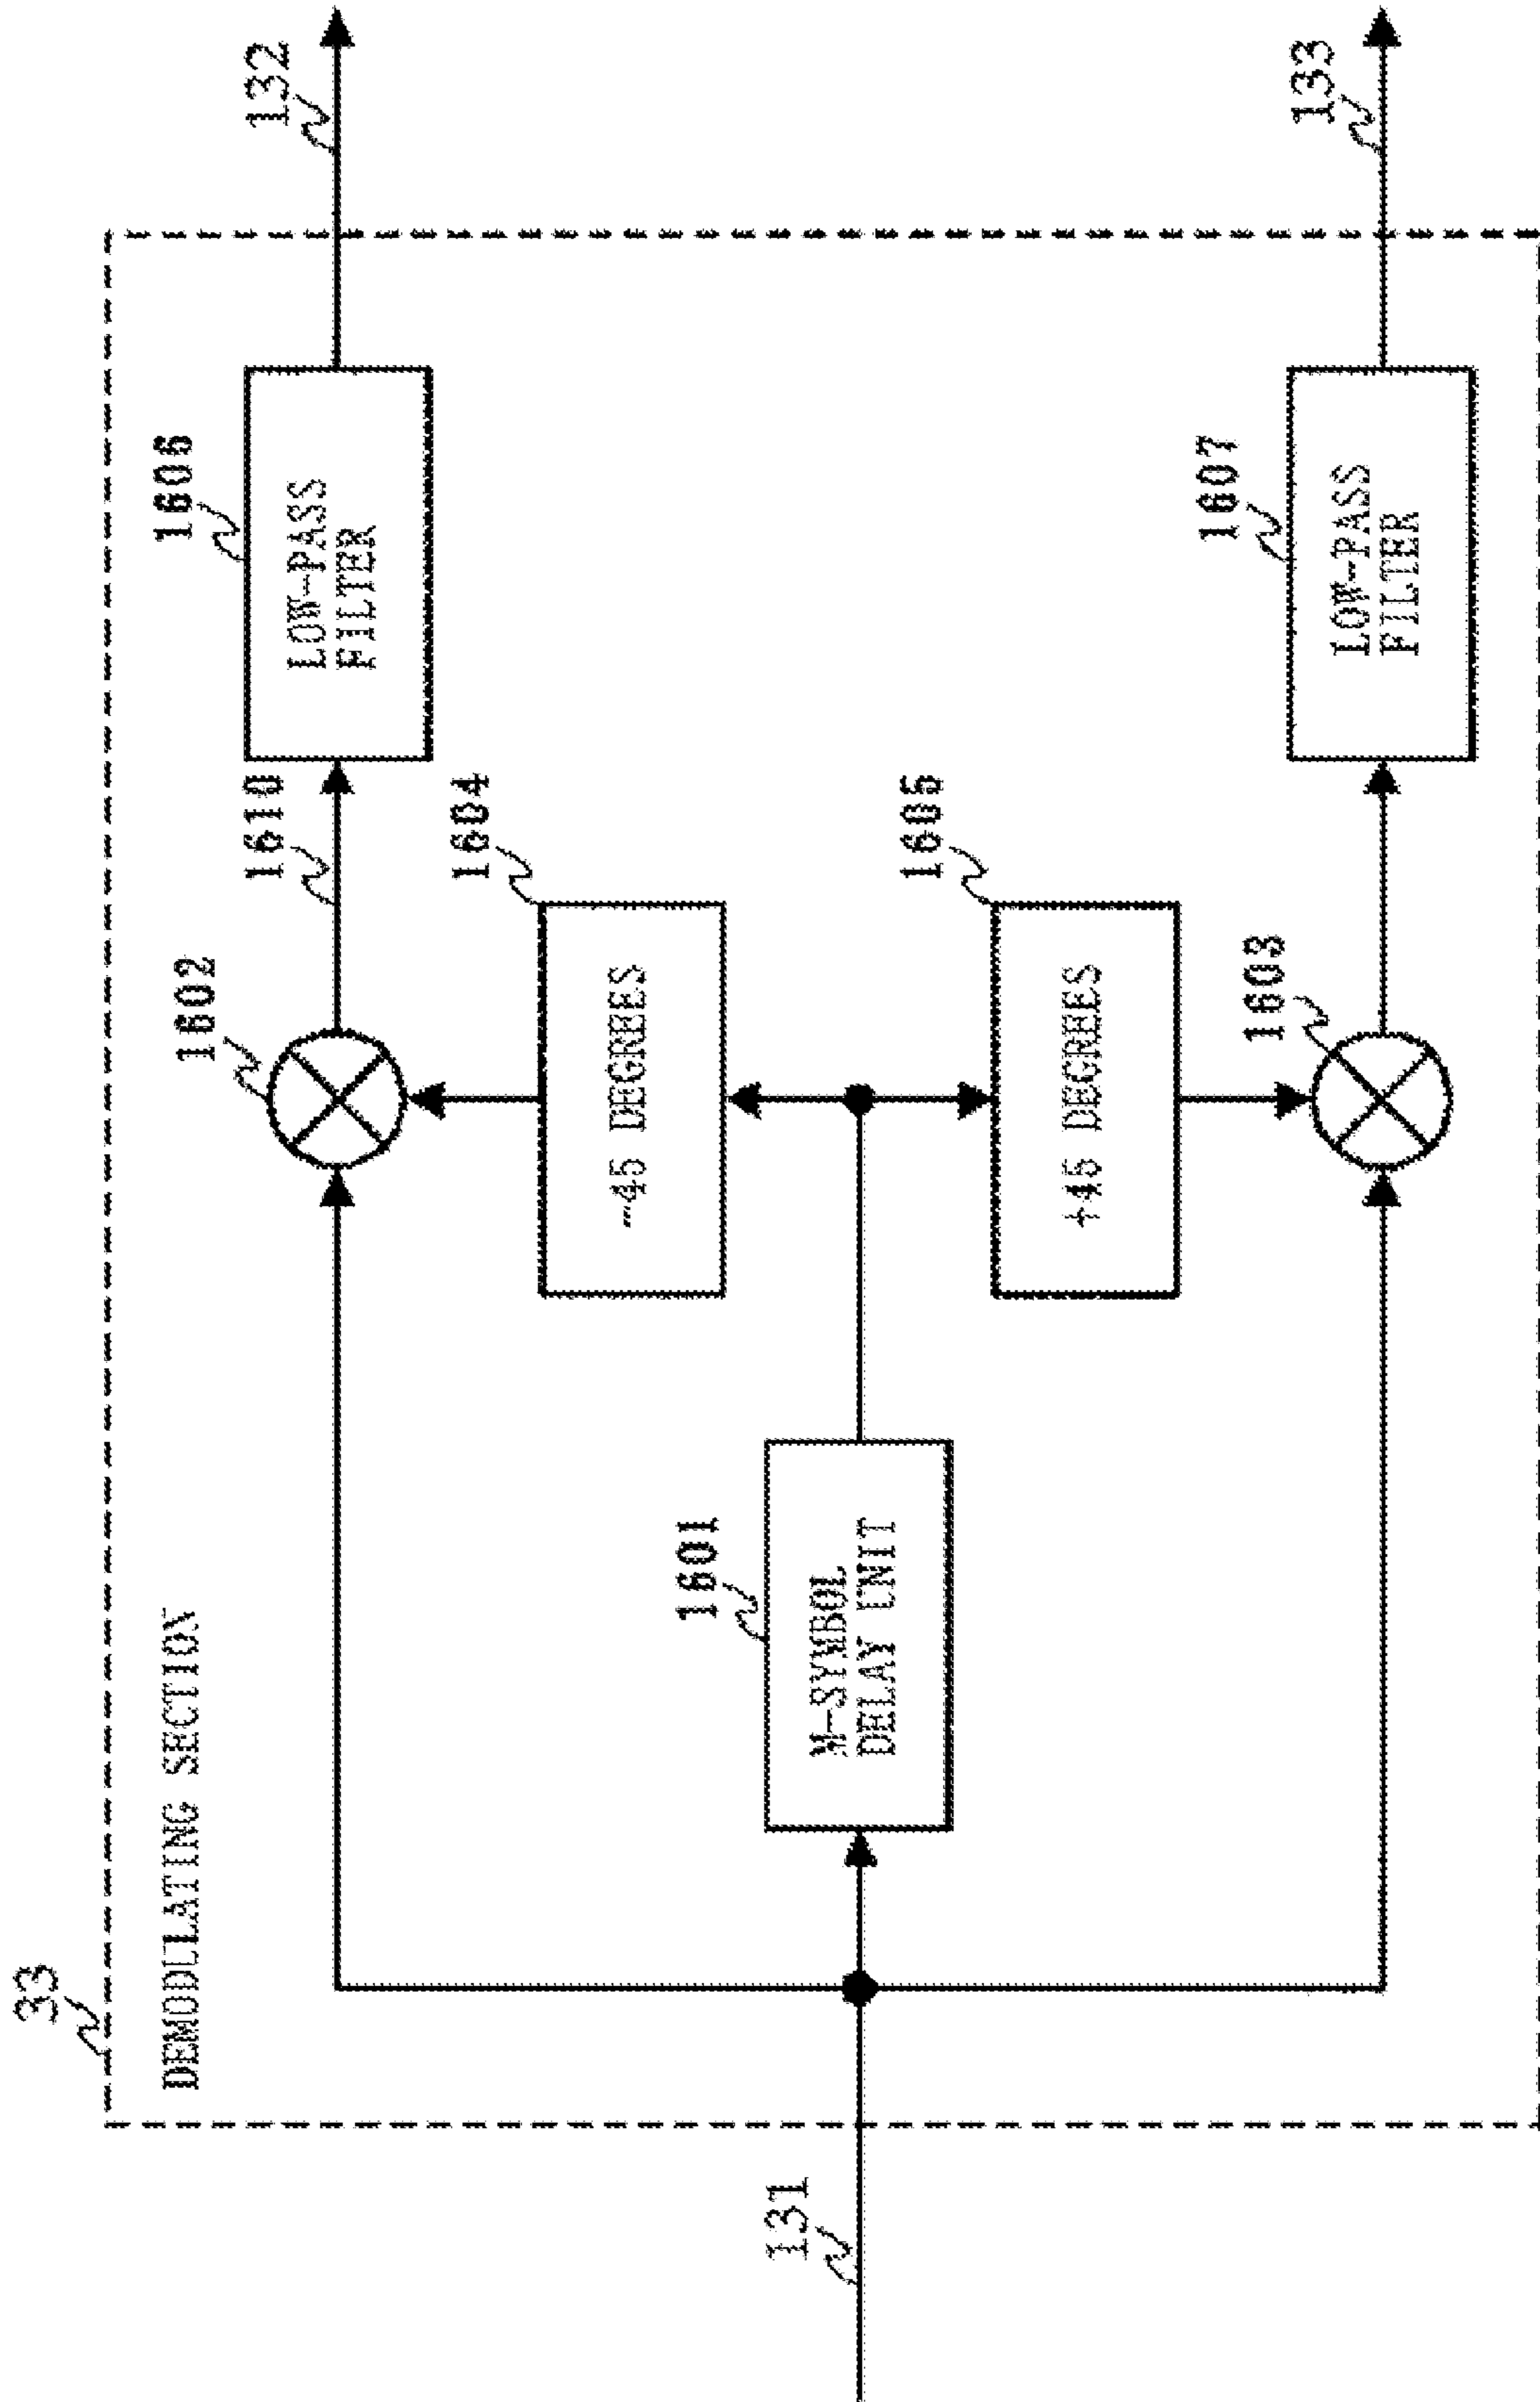 33
DEMODULATING SECTION
132
1606
LOW-PASS
FILTER
1610
1602
1604
-45 DEGREES
131
1601
M-SYMBOL
DELAY UNIT
1605
+45 DEGREES
1603
1607
LOW-PASS
FILTER
133